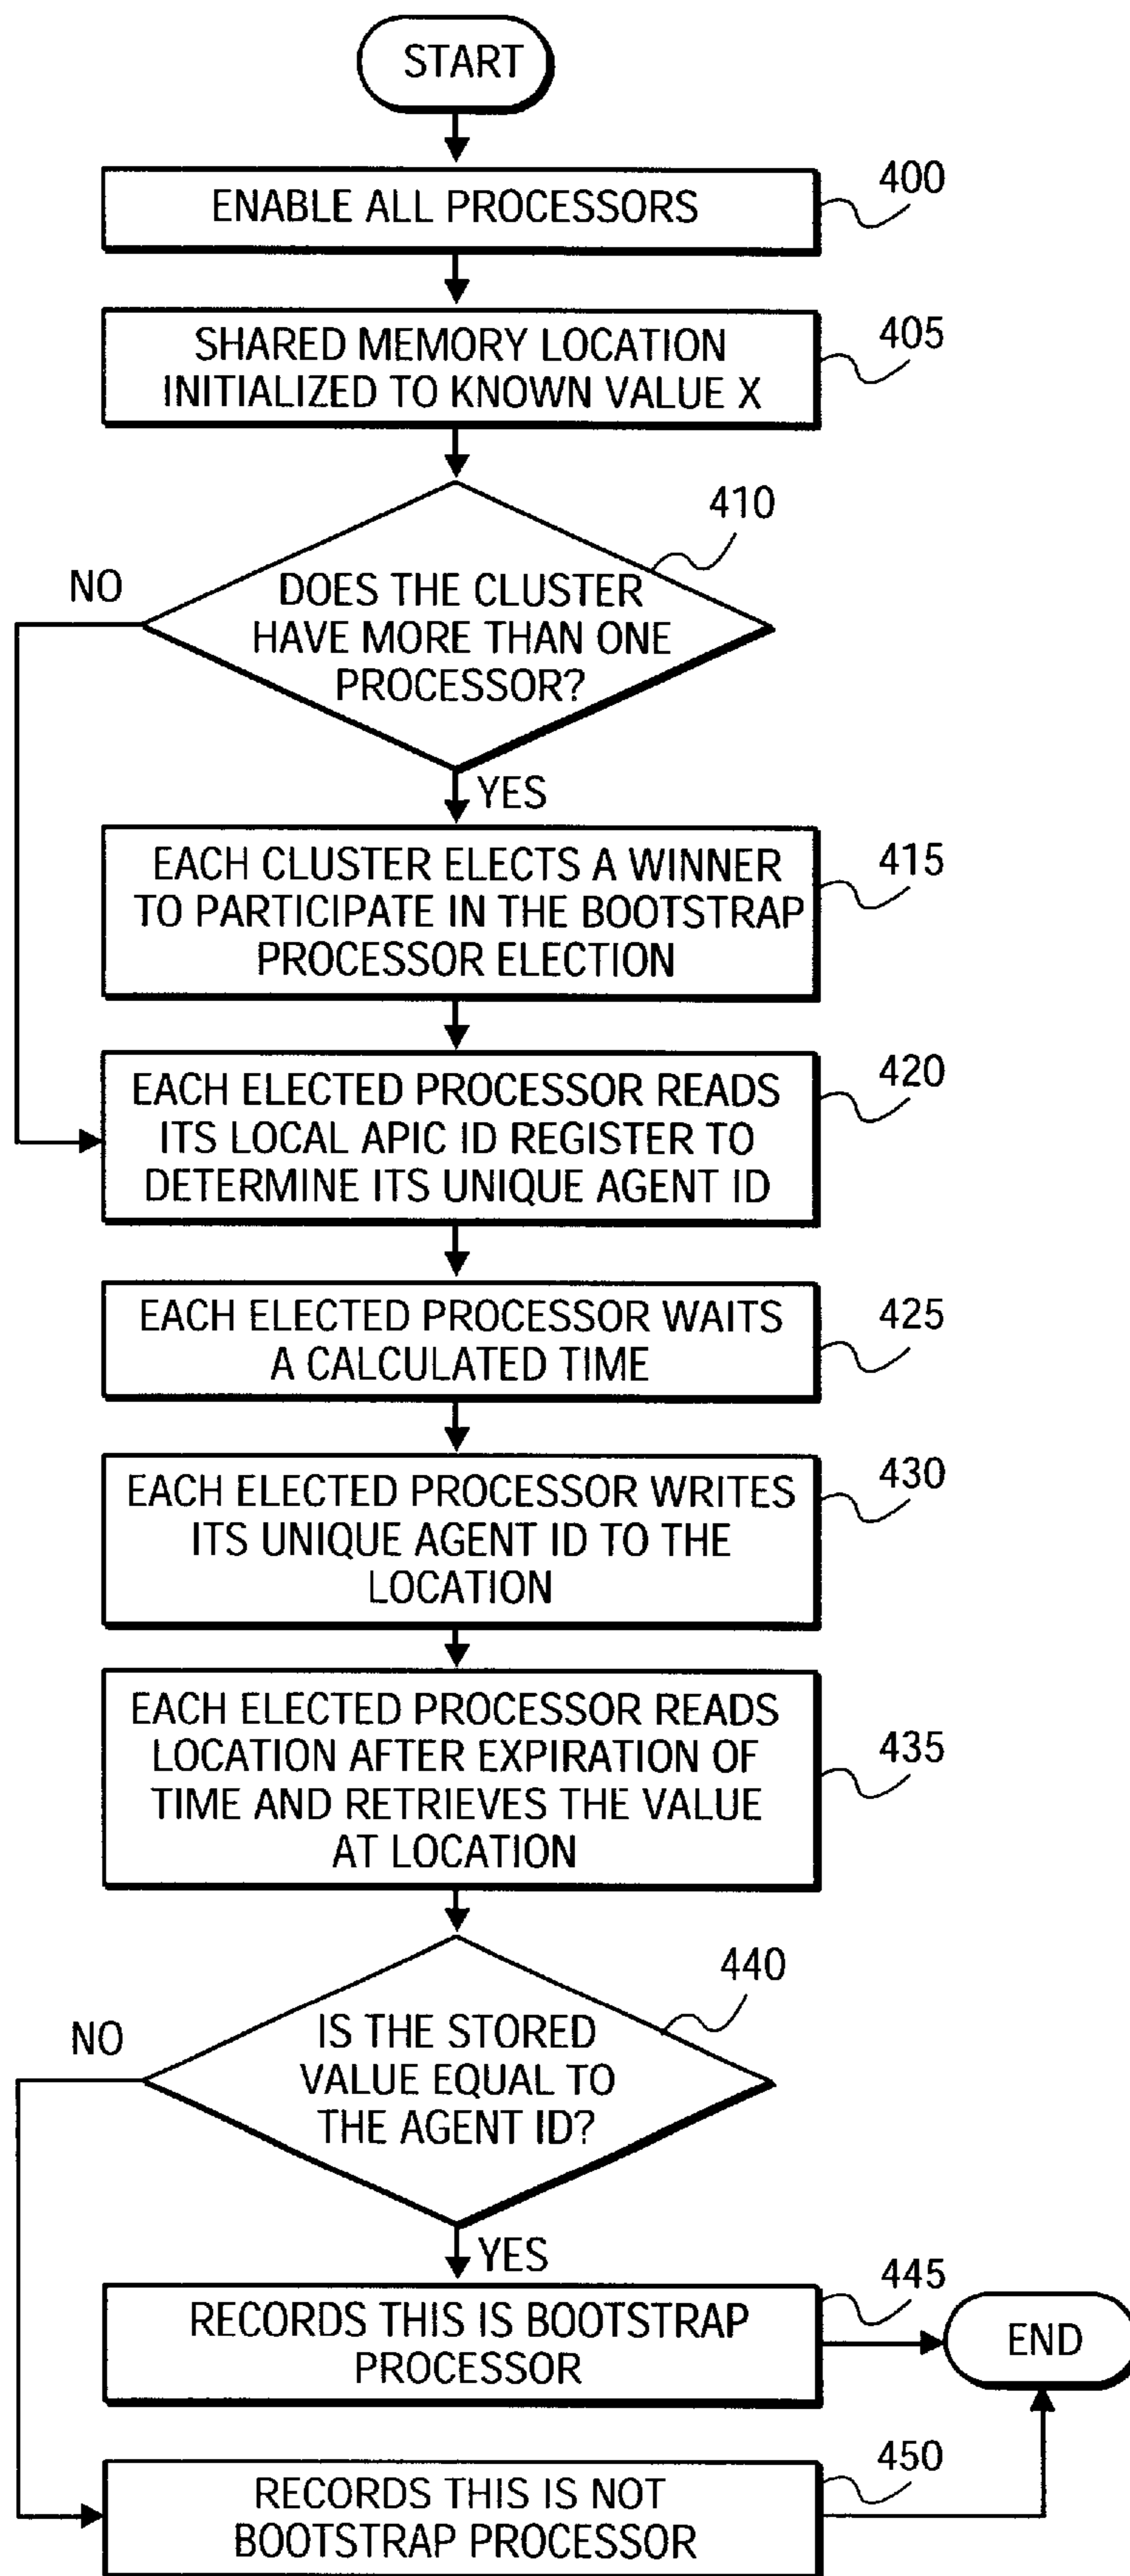 START
ENABLE ALL PROCESSORS
400
SHARED MEMORY LOCATION
INITIALIZED TO KNOWN VALUE X
405
410
DOES THE CLUSTER
HAVE MORE THAN ONE
PROCESSOR?
NO
YES
EACH CLUSTER ELECTS A WINNER
TO PARTICIPATE IN THE BOOTSTRAP
PROCESSOR ELECTION
415
EACH ELECTED PROCESSOR READS
ITS LOCAL APIC ID REGISTER TO
DETERMINE ITS UNIQUE AGENT ID
420
EACH ELECTED PROCESSOR WAITS
A CALCULATED TIME
425
EACH ELECTED PROCESSOR WRITES
ITS UNIQUE AGENT ID TO THE
LOCATION
430
EACH ELECTED PROCESSOR READS
LOCATION AFTER EXPIRATION OF
TIME AND RETRIEVES THE VALUE
AT LOCATION
435
440
IS THE STORED
VALUE EQUAL TO
THE AGENT ID?
NO
YES
RECORDS THIS IS BOOTSTRAP
PROCESSOR
445
END
RECORDS THIS IS NOT
BOOTSTRAP PROCESSOR
450